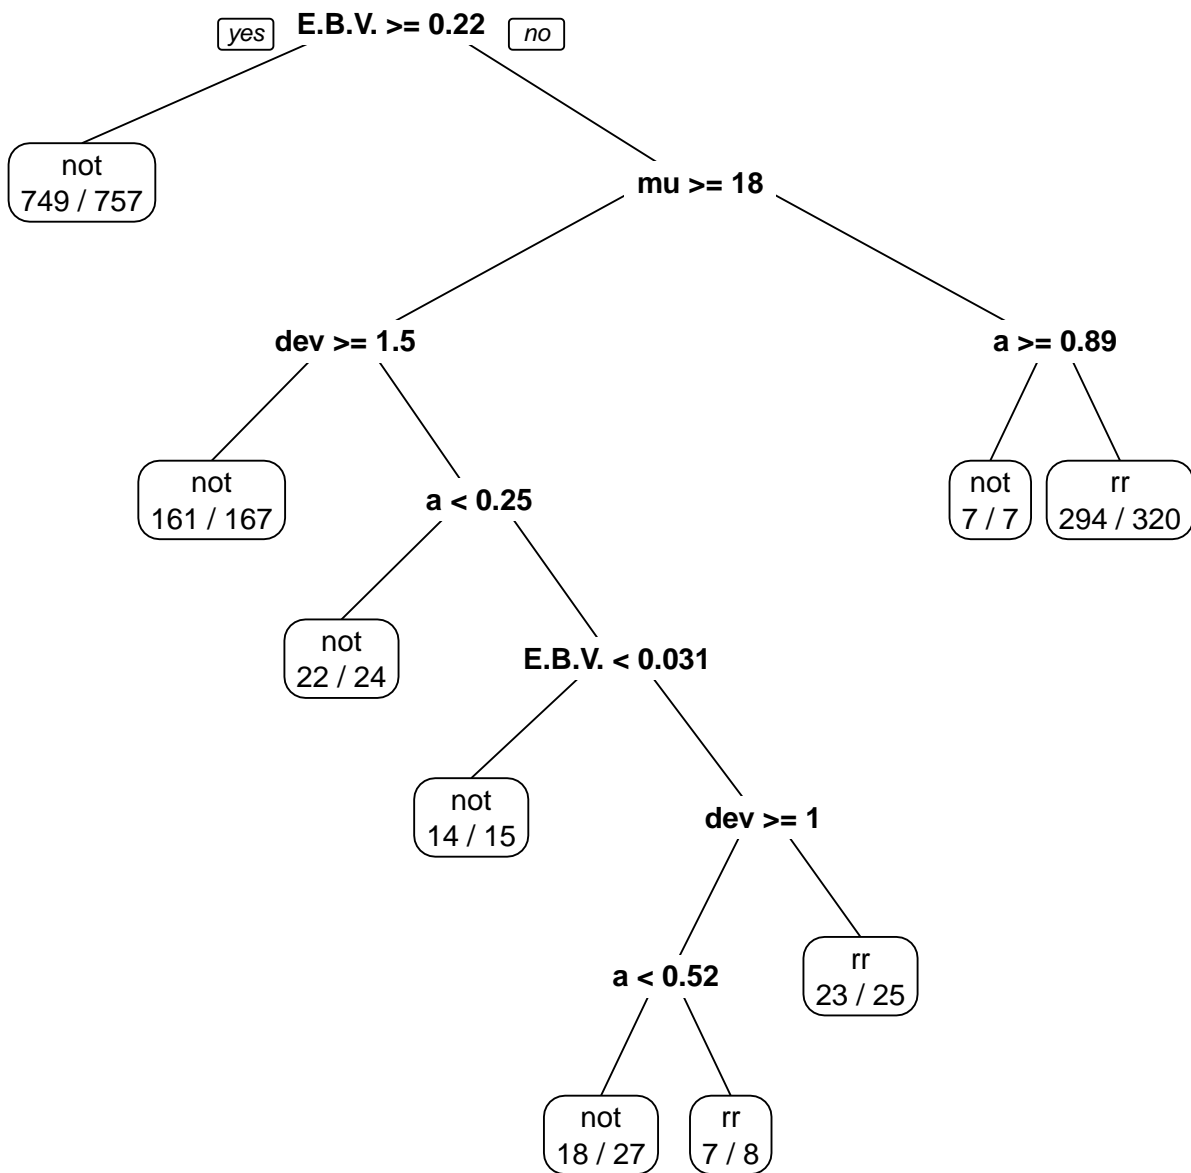 yes
E.B.V. >= 0.22
no
not
749 / 757
mu >= 18
dev >= 1.5
a >= 0.89
not
161 / 167
a < 0.25
not
7 / 7
rr
294 / 320
not
22 / 24
E.B.V. < 0.031
not
14 / 15
dev >= 1
a < 0.52
rr
23 / 25
not
18 / 27
rr
7 / 8